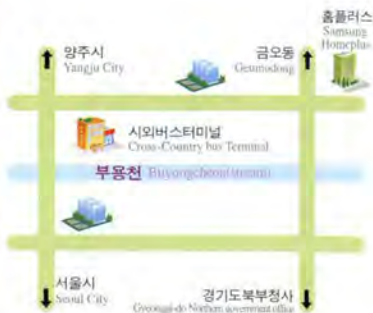 홈플러스
Samsung
Homeplus
양주시
Yangju City
금오동
Geumodong
시외버스터미널
Cross-Country bus Terminal
부용천 Buyongcheon(stream)
서울시
Seoul City
경기도북부청사
Gyeonggi-do Northern government office